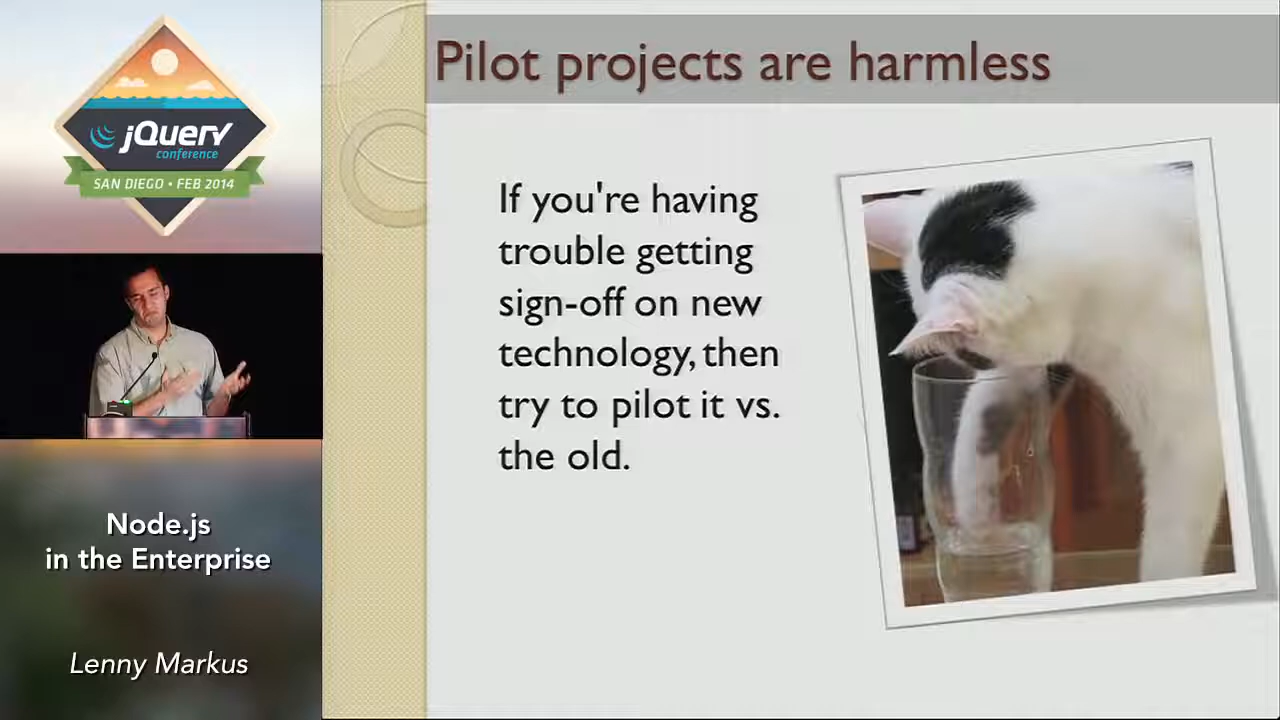 jQuery
conference
SAN DIEGO • FEB 2014
Node.js
in the Enterprise
Lenny Markus
Pilot projects are harmless
If you're having
trouble getting
sign-off on new
technology, then
try to pilot it vs.
the old.